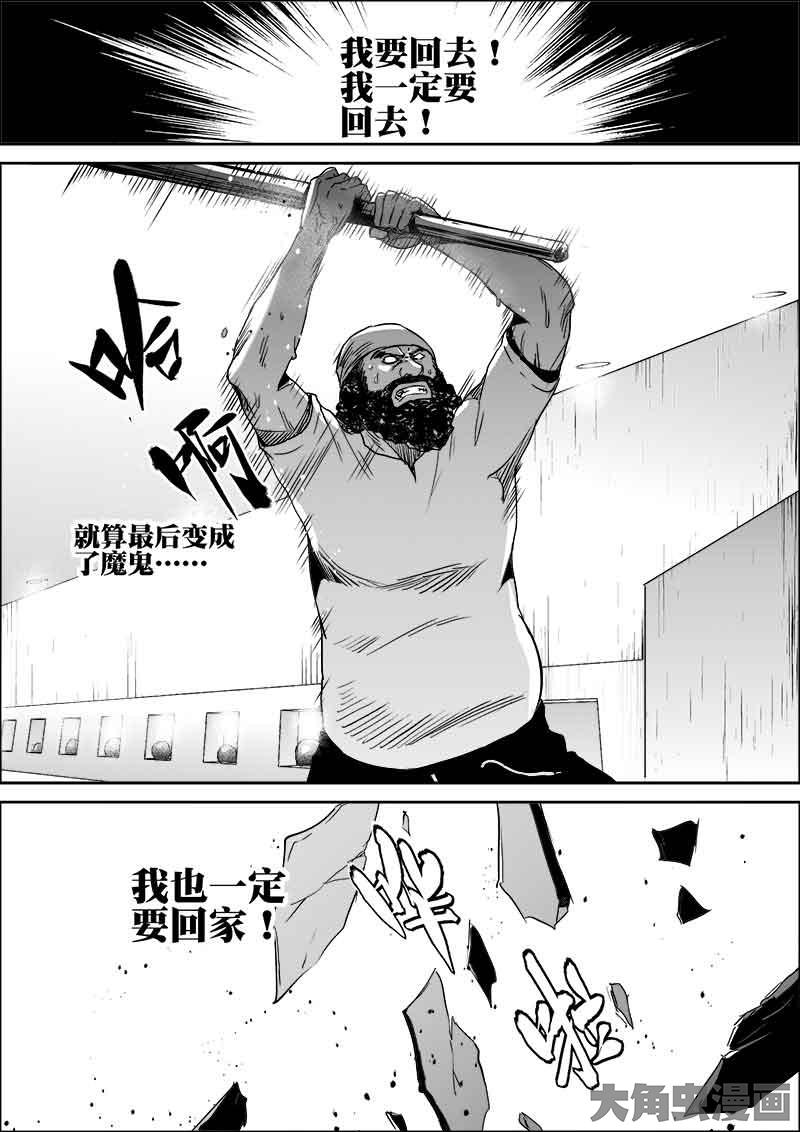 我要回去！
我一定要
回去！
哈
啊
就算最后变成
了魔鬼……
我也一定
要回家！
哗
啦
大角虫漫画